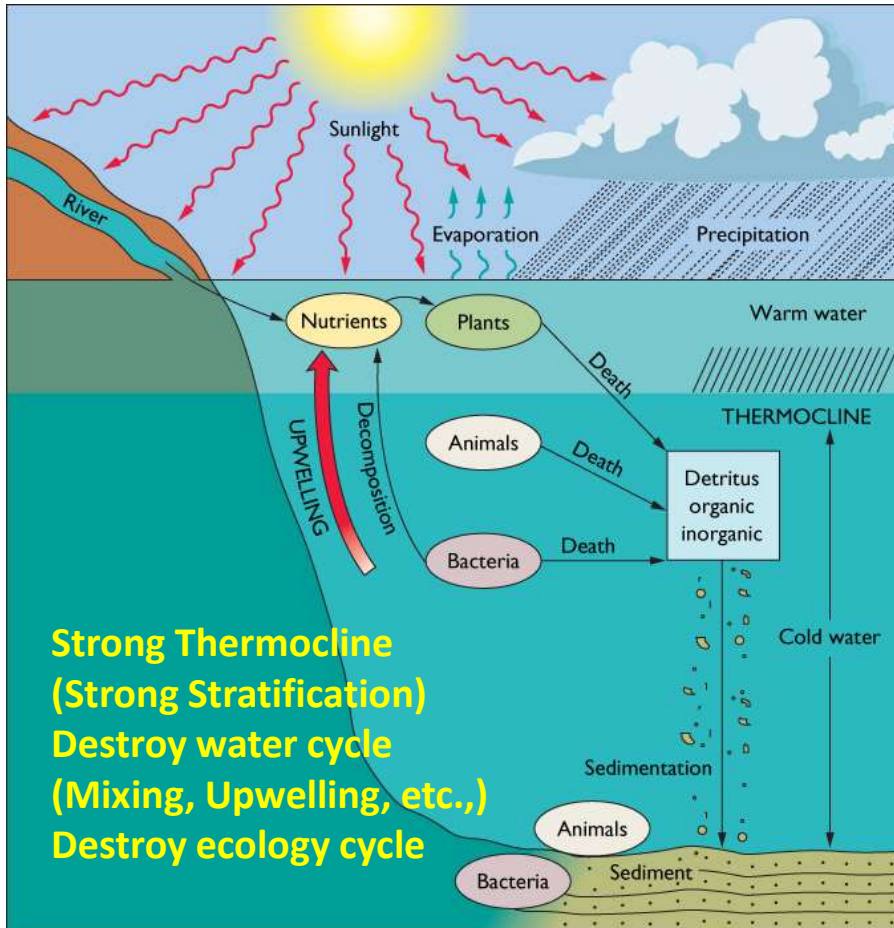 Sunlight
River
Evaporation
Precipitation
Nutrients
Plants
Warm water
Death
THERMOCLINE
UPWELLING
Decomposition
Animals
Death
Detritus
organic
inorganic
Bacteria
Death
Cold water
Strong Thermocline
(Strong Stratification)
Destroy water cycle
(Mixing, Upwelling, etc.,)
Destroy ecology cycle
Sedimentation
Animals
Sediment
Bacteria